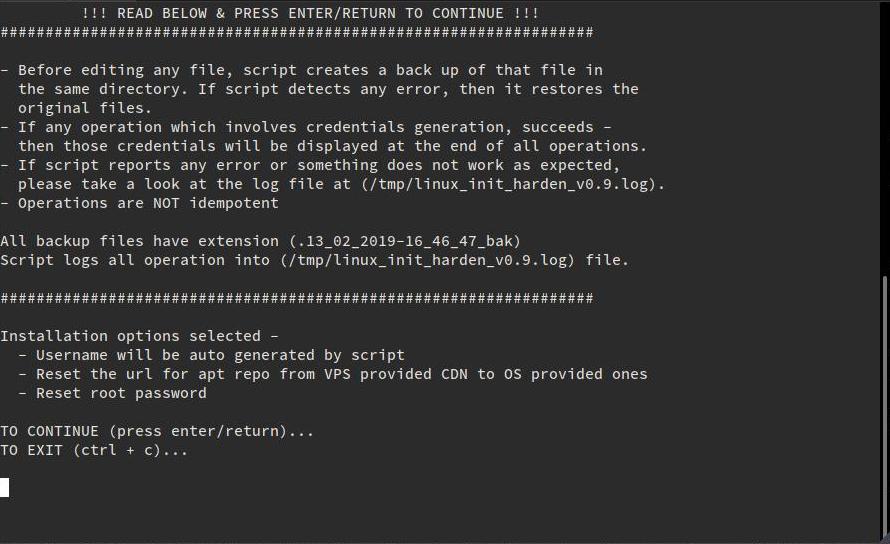 !!! READ BELOW & PRESS ENTER/RETURN TO CONTINUE !!!
##################################################################
- Before editing any file, script creates a back up of that file in
the same directory. If script detects any error, then it restores the
original files.
- If any operation which involves credentials generation, succeeds -
then those credentials will be displayed at the end of all operations.
- If script reports any error or something does not work as expected,
please take a look at the log file at (/tmp/linux_init_harden_v0.9.log).
- Operations are NOT idempotent
All backup files have extension (.13_02_2019-16_46_47_bak)
Script logs all operation into (/tmp/linux_init_harden_v0.9.log) file.
##################################################################
Installation options selected -
- Username will be auto generated by script
- Reset the url for apt repo from VPS provided CDN to OS provided ones
- Reset root password
TO CONTINUE (press enter/return)...
TO EXIT (ctrl + c)...